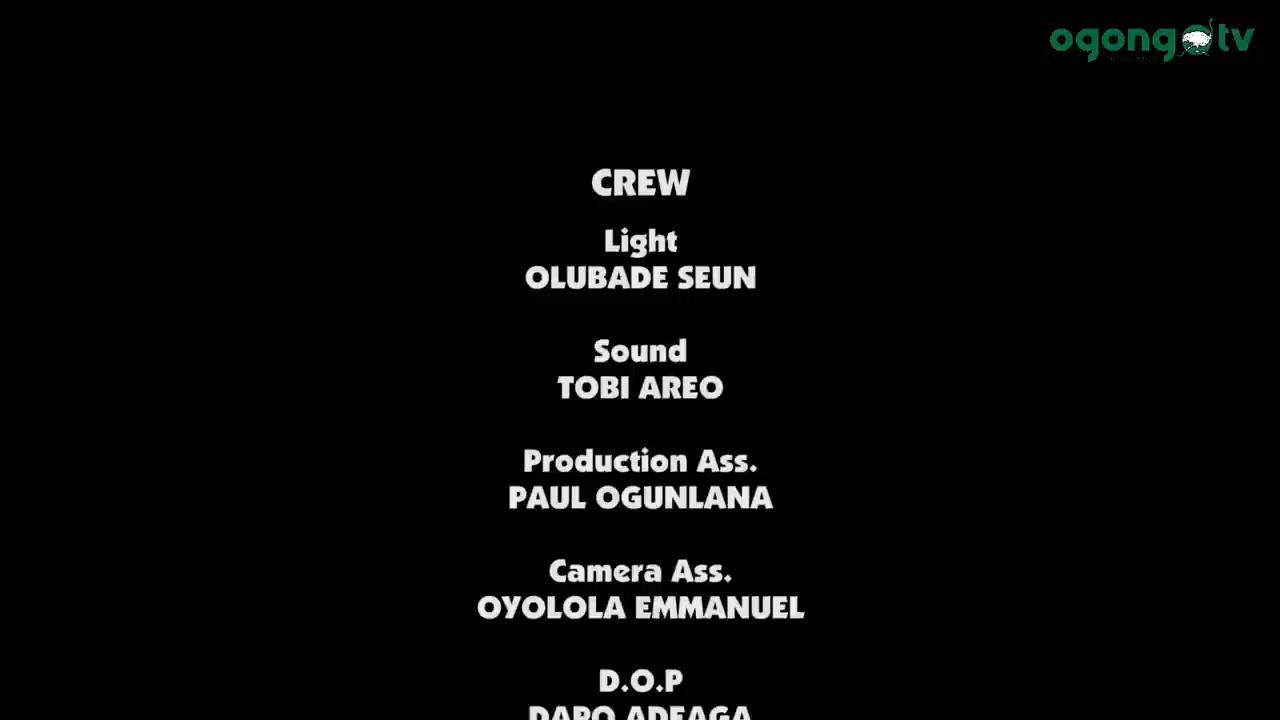 ogongotv
CREW
Light
OLUBADE SEUN
Sound
TOBI AREO
Production Ass.
PAUL OGUNLANA
Camera Ass.
OYOLOLA EMMANUEL
D.O.P